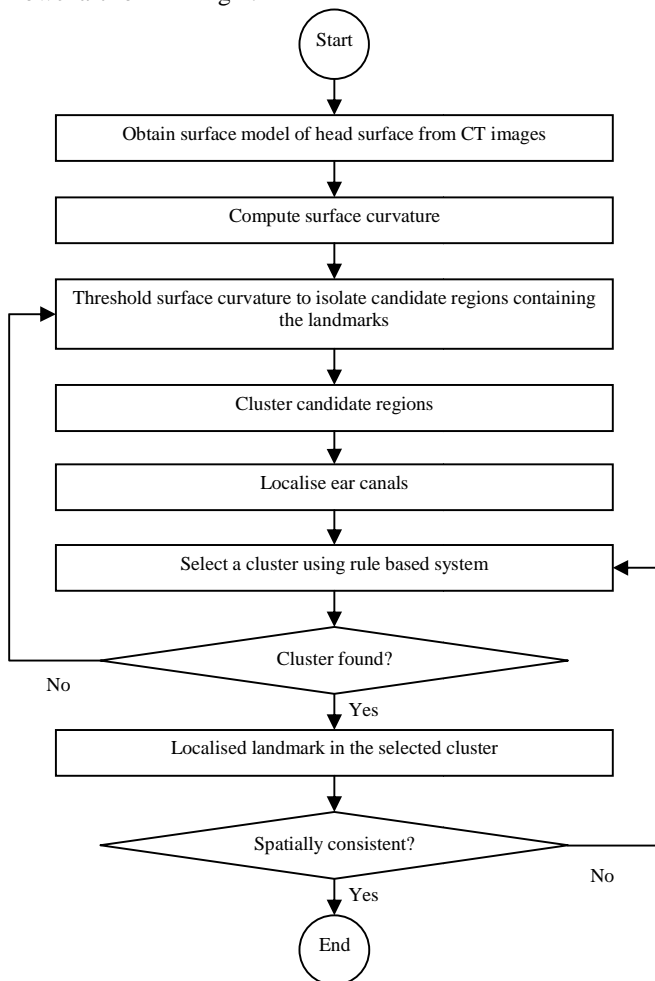 Start
Obtain surface model of head surface from CT images
Compute surface curvature
Threshold surface curvature to isolate candidate regions containing
the landmarks
Cluster candidate regions
Localise ear canals
Select a cluster using rule based system
Cluster found?
No
Yes
Localised landmark in the selected cluster
Spatially consistent?
No
Yes
End